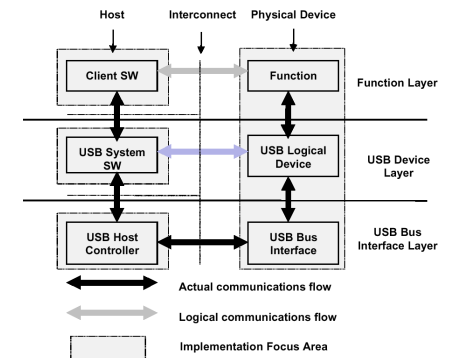 Host Interconnect Physical Device
Client SW Function
Function Layer
USB System
SW
USB Logical
Device
USB Device
Layer
USB Host
Controller
USB Bus
Interface
USB Bus
Interface Layer
Actual communications flow
Logical communications flow
Implementation Focus Area